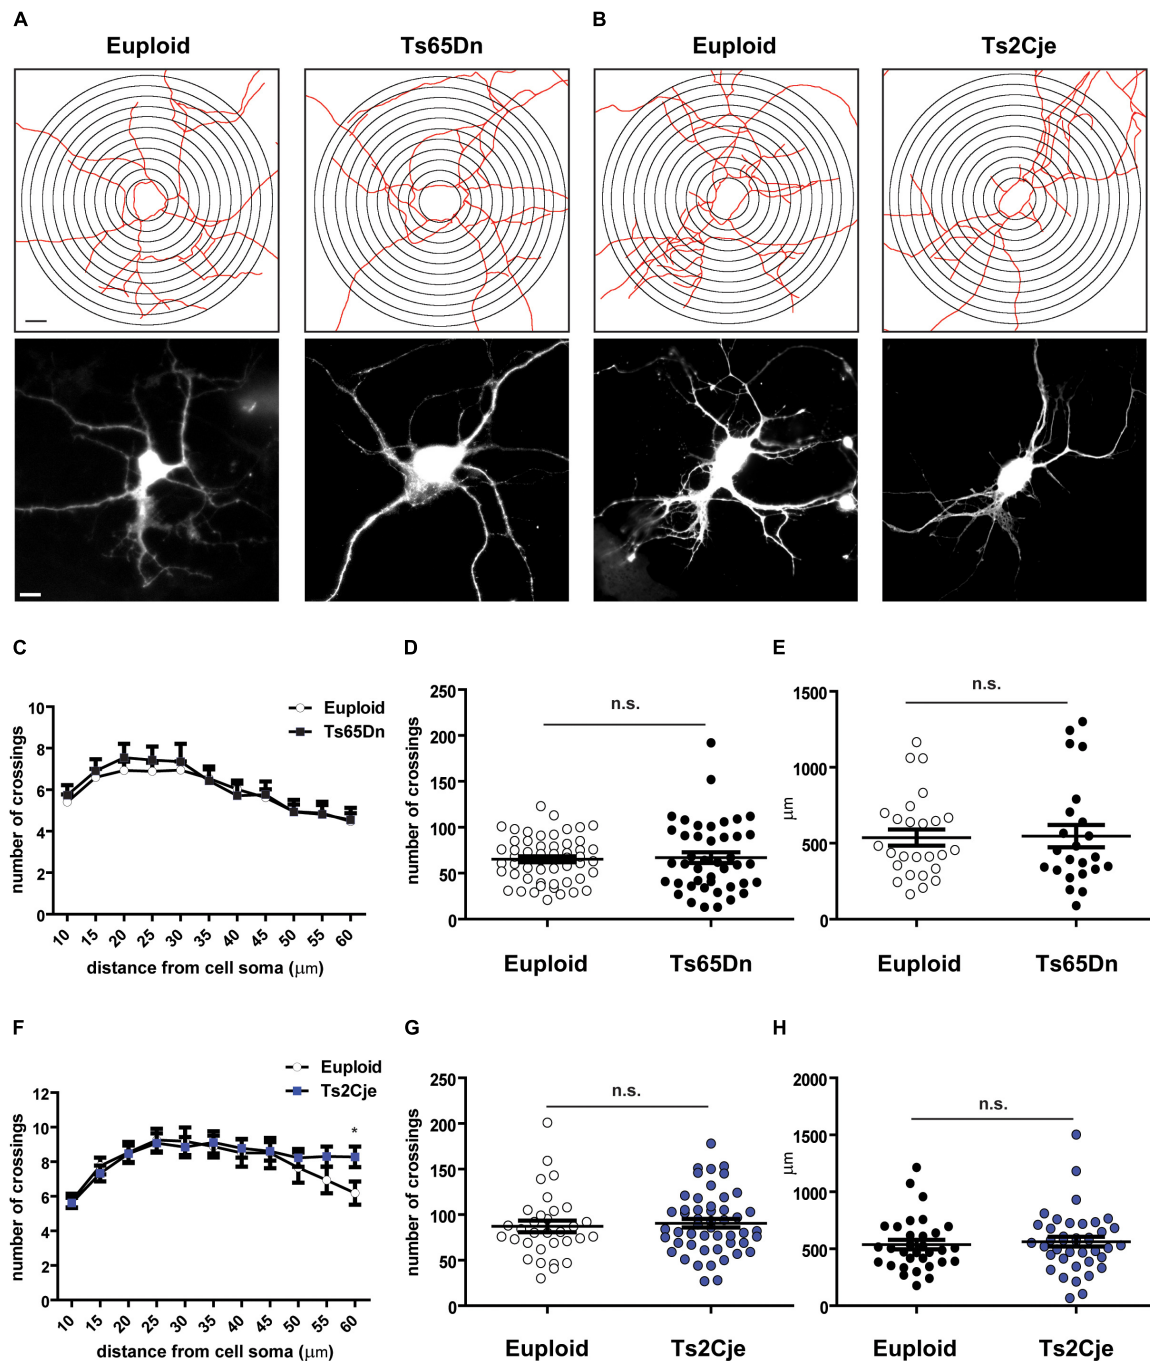 A
B
Euploid
Ts65Dn
Euploid
Ts2Cje
C
D
E
number of crossings
10
8
6
4
2
0
Euploid
Ts65Dn
10 15 20 25 30 35 40 45 50 55 60
distance from cell soma (μm)
number of crossings
250
200
150
100
50
0
n.s.
Euploid
Ts65Dn
μm
1500
1000
500
0
n.s.
Euploid
Ts65Dn
F
G
H
number of crossings
12
10
8
6
4
2
0
Euploid
Ts2Cje
*
10 15 20 25 30 35 40 45 50 55 60
distance from cell soma (μm)
number of crossings
250
200
150
100
50
0
n.s.
Euploid
Ts2Cje
μm
2000
1500
1000
500
0
n.s.
Euploid
Ts2Cje